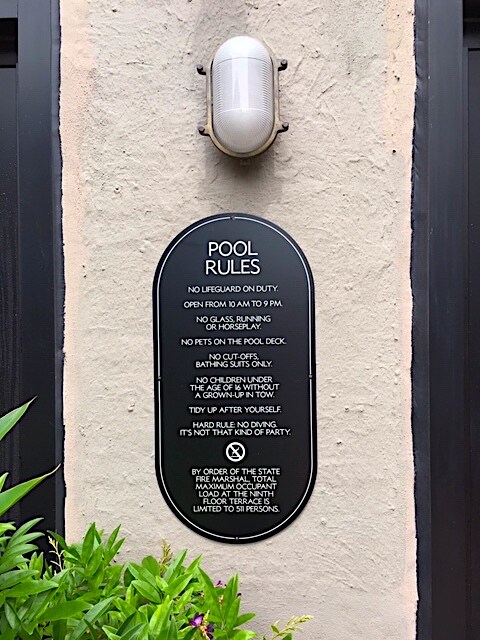 POOL
RULES
NO LIFEGUARD ON DUTY.
OPEN FROM 10 AM TO 9 PM.
NO GLASS, RUNNING
OR HORSEPLAY.
NO PETS ON THE POOL DECK.
NO CUT-OFFS,
BATHING SUITS ONLY.
NO CHILDREN UNDER
THE AGE OF 16 WITHOUT
A GROWN-UP IN TOW.
TIDY UP AFTER YOURSELF.
HARD RULE: NO DIVING.
IT'S NOT THAT KIND OF PARTY.
BY ORDER OF THE STATE
FIRE MARSHAL, TOTAL
MAXIMUM OCCUPANT
LOAD AT THE NINTH
FLOOR TERRACE IS
LIMITED TO 511 PERSONS.